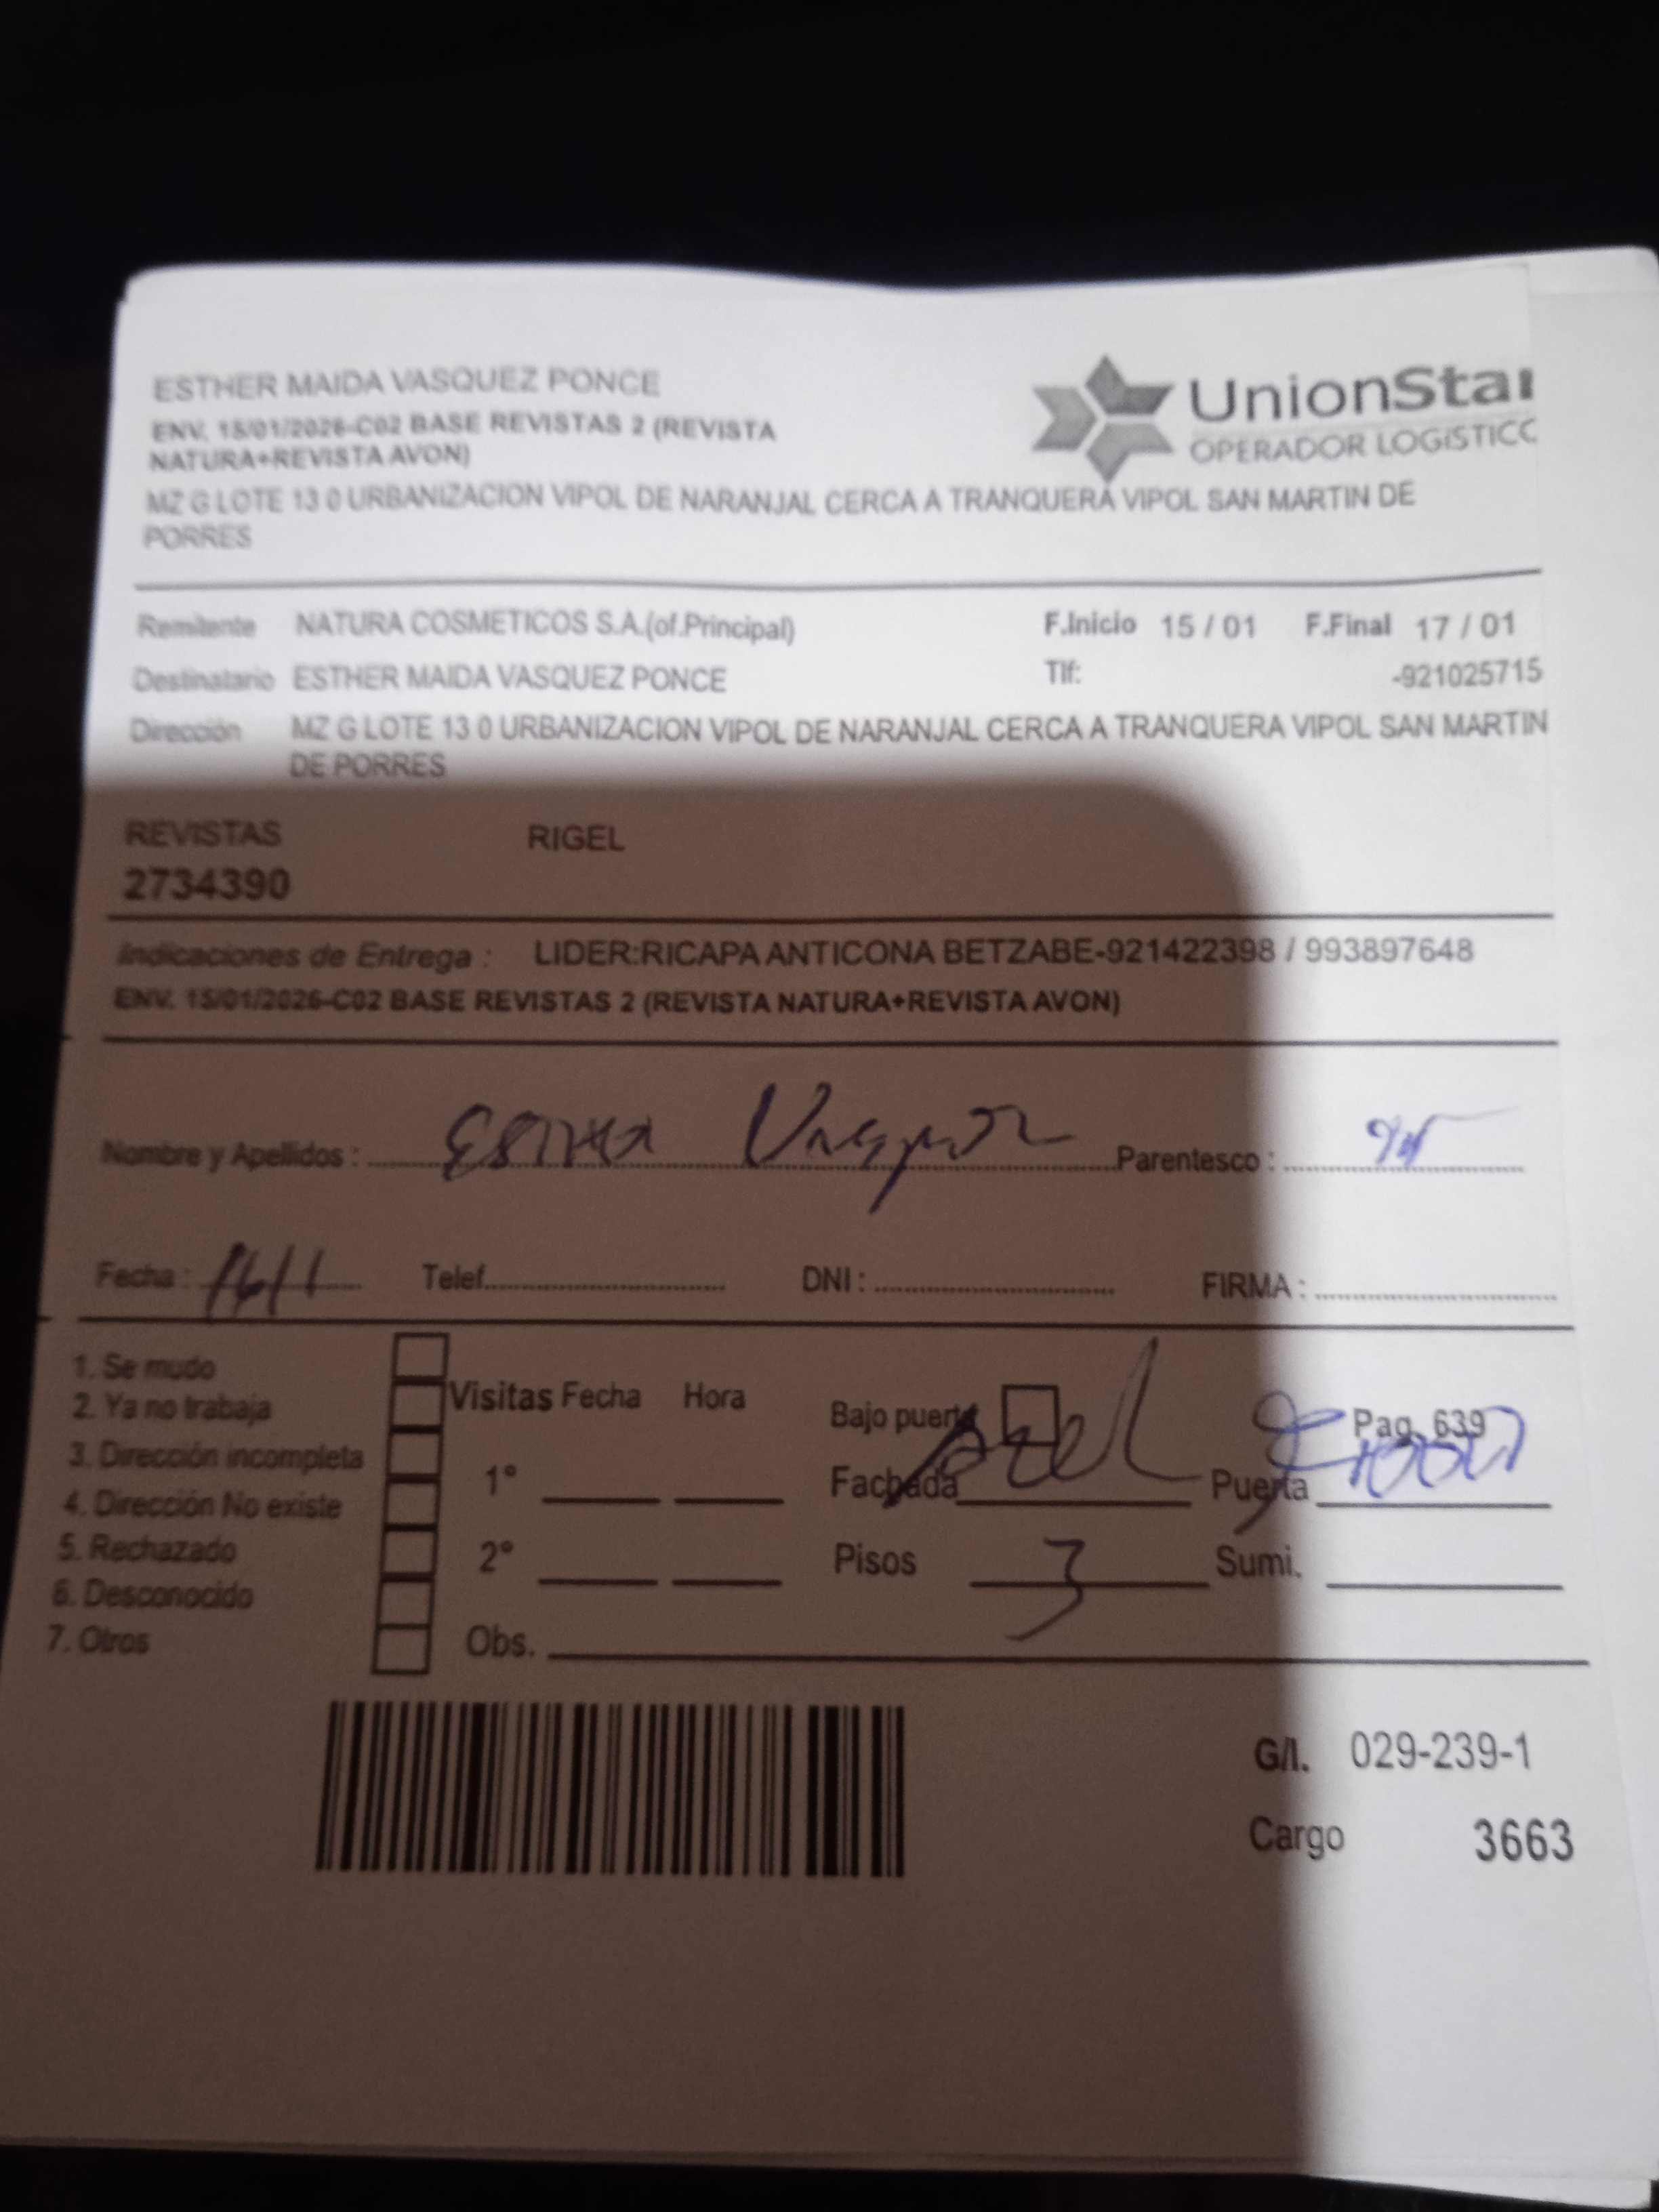 ESTHER MAIDA VASQUEZ PONCE
ENV. 15/01/2026-C02 BASE REVISTAS 2 (REVISTA
NATURA+REVISTA AVON)
UnionStar
OPERADOR LOGÍSTICO
MZ G LOTE 13 0 URBANIZACION VIPOL DE NARANJAL CERCA A TRANQUERA VIPOL SAN MARTIN DE
PORRES
Remitente NATURA COSMETICOS S.A.(of.Principal) F.Inicio 15 / 01 F.Final 17 / 01
Destinatario ESTHER MAIDA VASQUEZ PONCE Tlf: -921025715
Dirección MZ G LOTE 13 0 URBANIZACION VIPOL DE NARANJAL CERCA A TRANQUERA VIPOL SAN MARTIN
DE PORRES
REVISTAS RIGEL
2734390
Indicaciones de Entrega : LIDER:RICAPA ANTICONA BETZABE-921422398 / 993897648
ENV. 15/01/2026-C02 BASE REVISTAS 2 (REVISTA NATURA+REVISTA AVON)
Nombre y Apellidos : Vasquez Parentesco :
Fecha : 16/1 Telef. DNI : FIRMA :
1. Se mudo
2. Ya no trabaja
3. Dirección incompleta
4. Dirección No existe
5. Rechazado
6. Desconocido
7. Otros
Visitas Fecha Hora
1°
2°
Obs.
Bajo puerta Pag. 639
Fachada Puerta
Pisos 3 Sumi.
G/I. 029-239-1
Cargo 3663